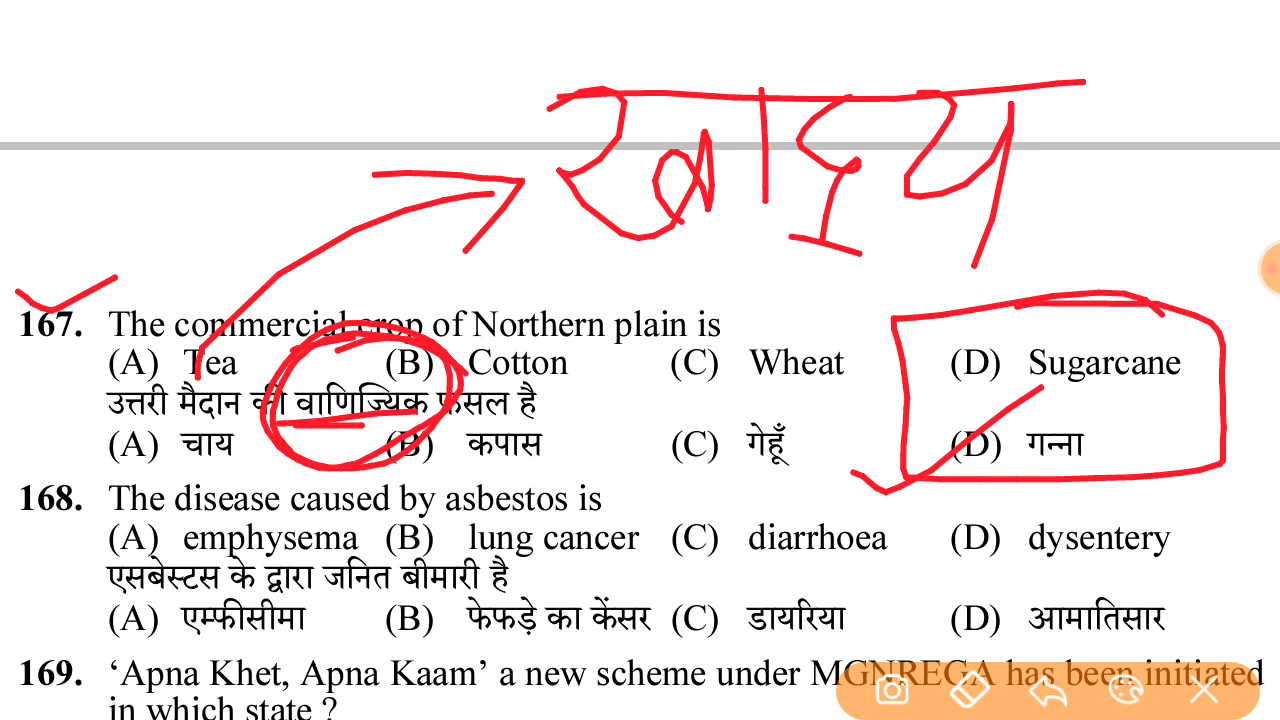 खाद्य
167. The commercial crop of Northern plain is
(A) Tea (B) Cotton (C) Wheat (D) Sugarcane
उत्तरी मैदान की वाणिज्यिक फसल है
(A) चाय (B) कपास (C) गेहूँ (D) गन्ना
168. The disease caused by asbestos is
(A) emphysema (B) lung cancer (C) diarrhoea (D) dysentery
एसबेस्टस के द्वारा जनित बीमारी है
(A) एम्फीसीमा (B) फेफड़े का केंसर (C) डायरिया (D) आमातिसार
169. ‘Apna Khet, Apna Kaam’ a new scheme under MGNREGA has been initiated
in which state ?